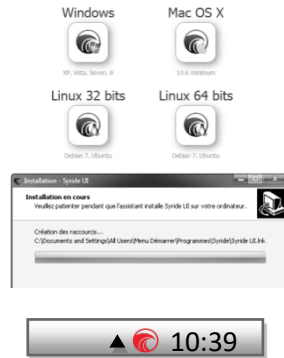 Windows
Mac OS X
XP, Vista, Seven, 8
10.6 minimum
Linux 32 bits
Linux 64 bits
Debian 7, Ubuntu
Debian 7, Ubuntu
Installation - Syride UI
Installation en cours
Veuillez patienter pendant que l'assistant installe Syride UI sur votre ordinateur.
Création des raccourcis...
C:\Documents and Settings\All Users\Menu Démarrer\Programmes\Syride\Syride UI.lnk
10:39